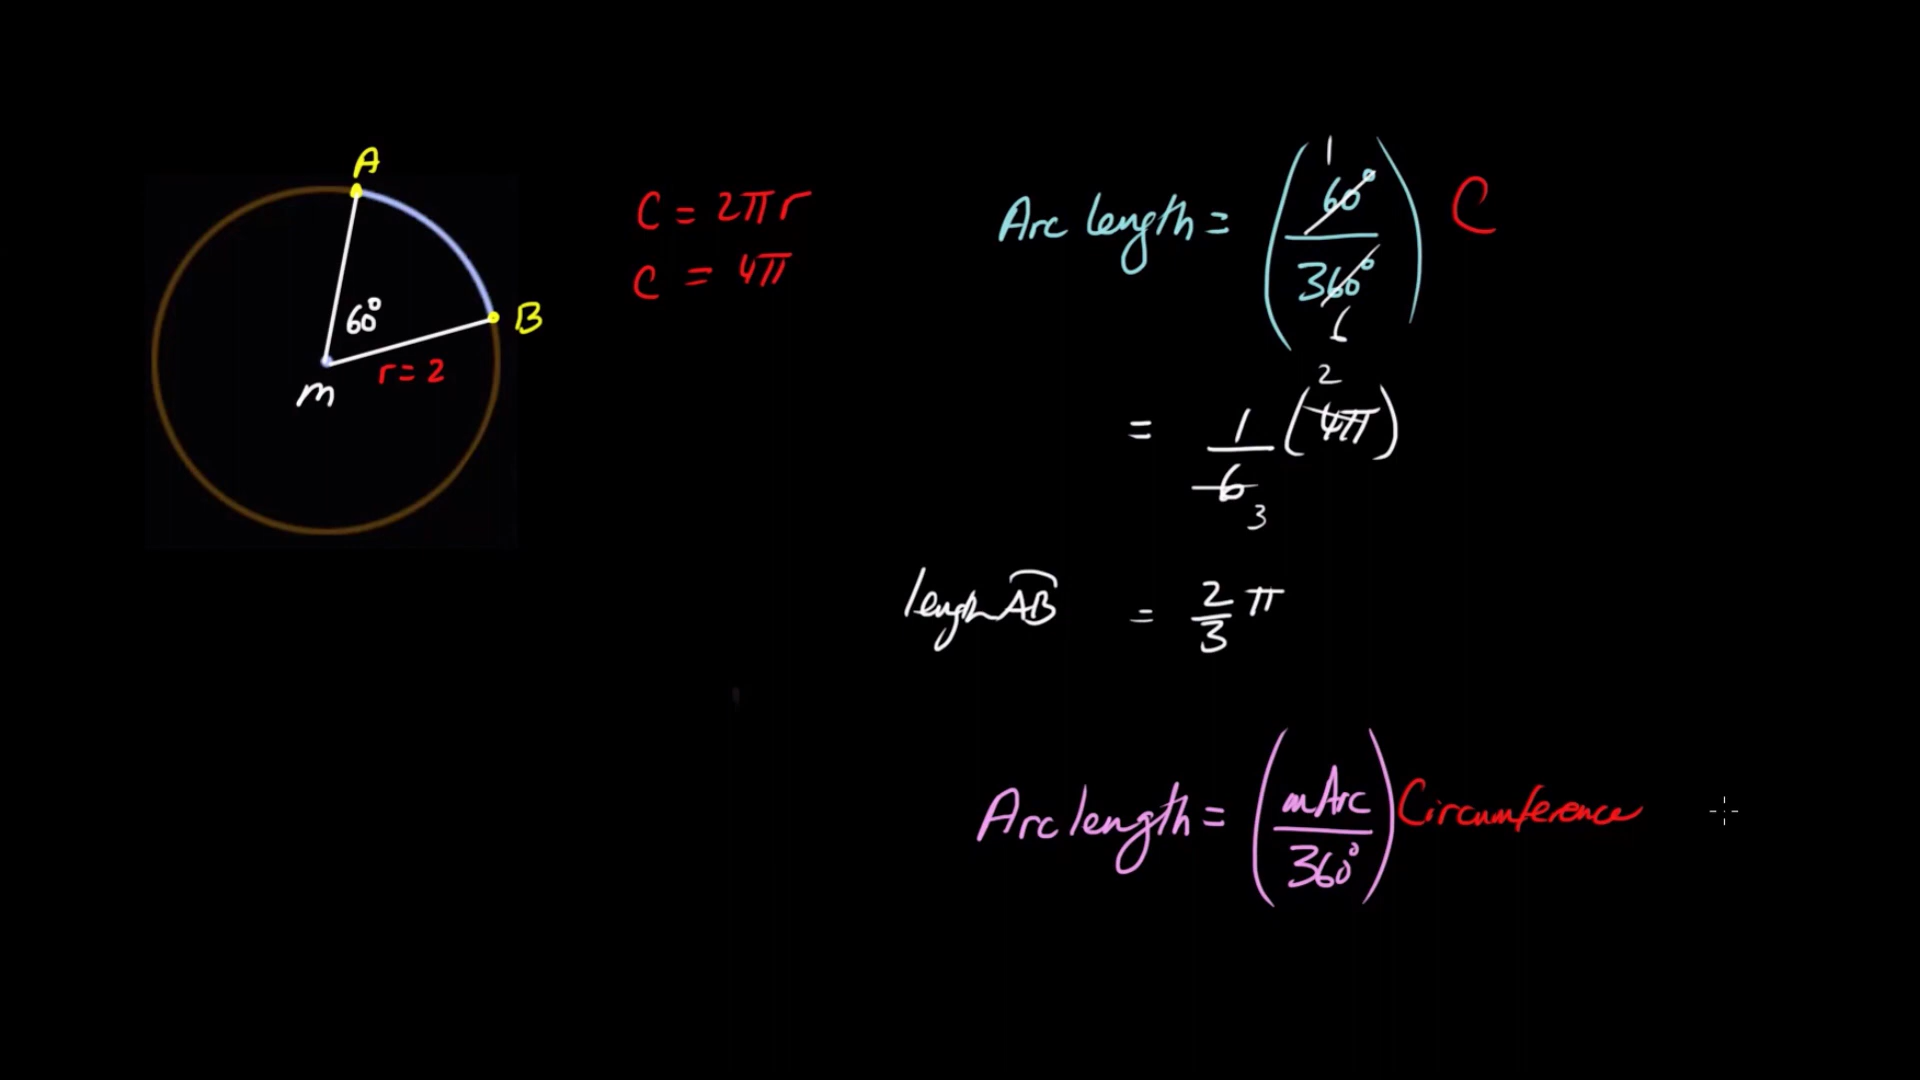 A
B
60°
r = 2
m
C = 2πr
C = 4π
Arc length = ( 60° / 360° ) C
1
6
= 1 / 6 ( 4π )
2
3
length AB = 2/3 π
Arc length = ( mArc / 360° ) Circumference